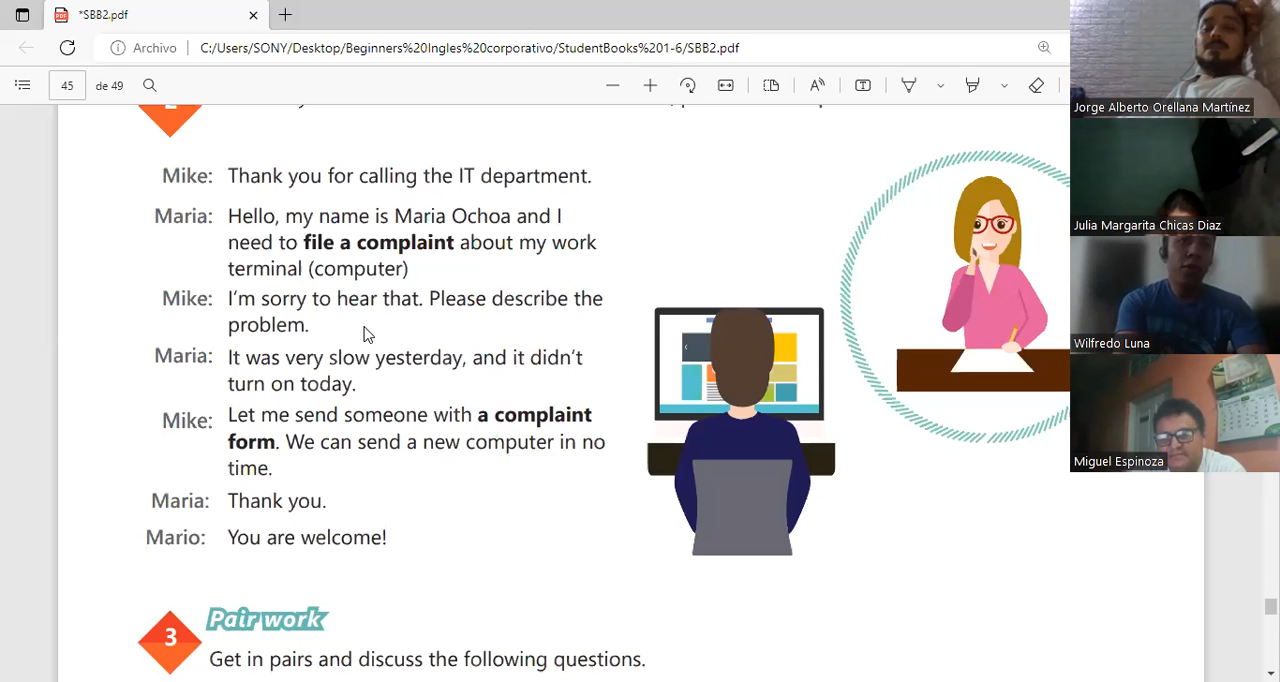 *SBB2.pdf
Archivo
C:/Users/SONY/Desktop/Beginners%20Ingles%20corporativo/StudentBooks%201-6/SBB2.pdf
45 de 49
Mike: Thank you for calling the IT department.
Maria: Hello, my name is Maria Ochoa and I
need to file a complaint about my work
terminal (computer)
Mike: I'm sorry to hear that. Please describe the
problem.
Maria: It was very slow yesterday, and it didn't
turn on today.
Mike: Let me send someone with a complaint
form. We can send a new computer in no
time.
Maria: Thank you.
Mario: You are welcome!
3 Pair work
Get in pairs and discuss the following questions.
Jorge Alberto Orellana Martínez
Julia Margarita Chicas Diaz
Wilfredo Luna
Miguel Espinoza